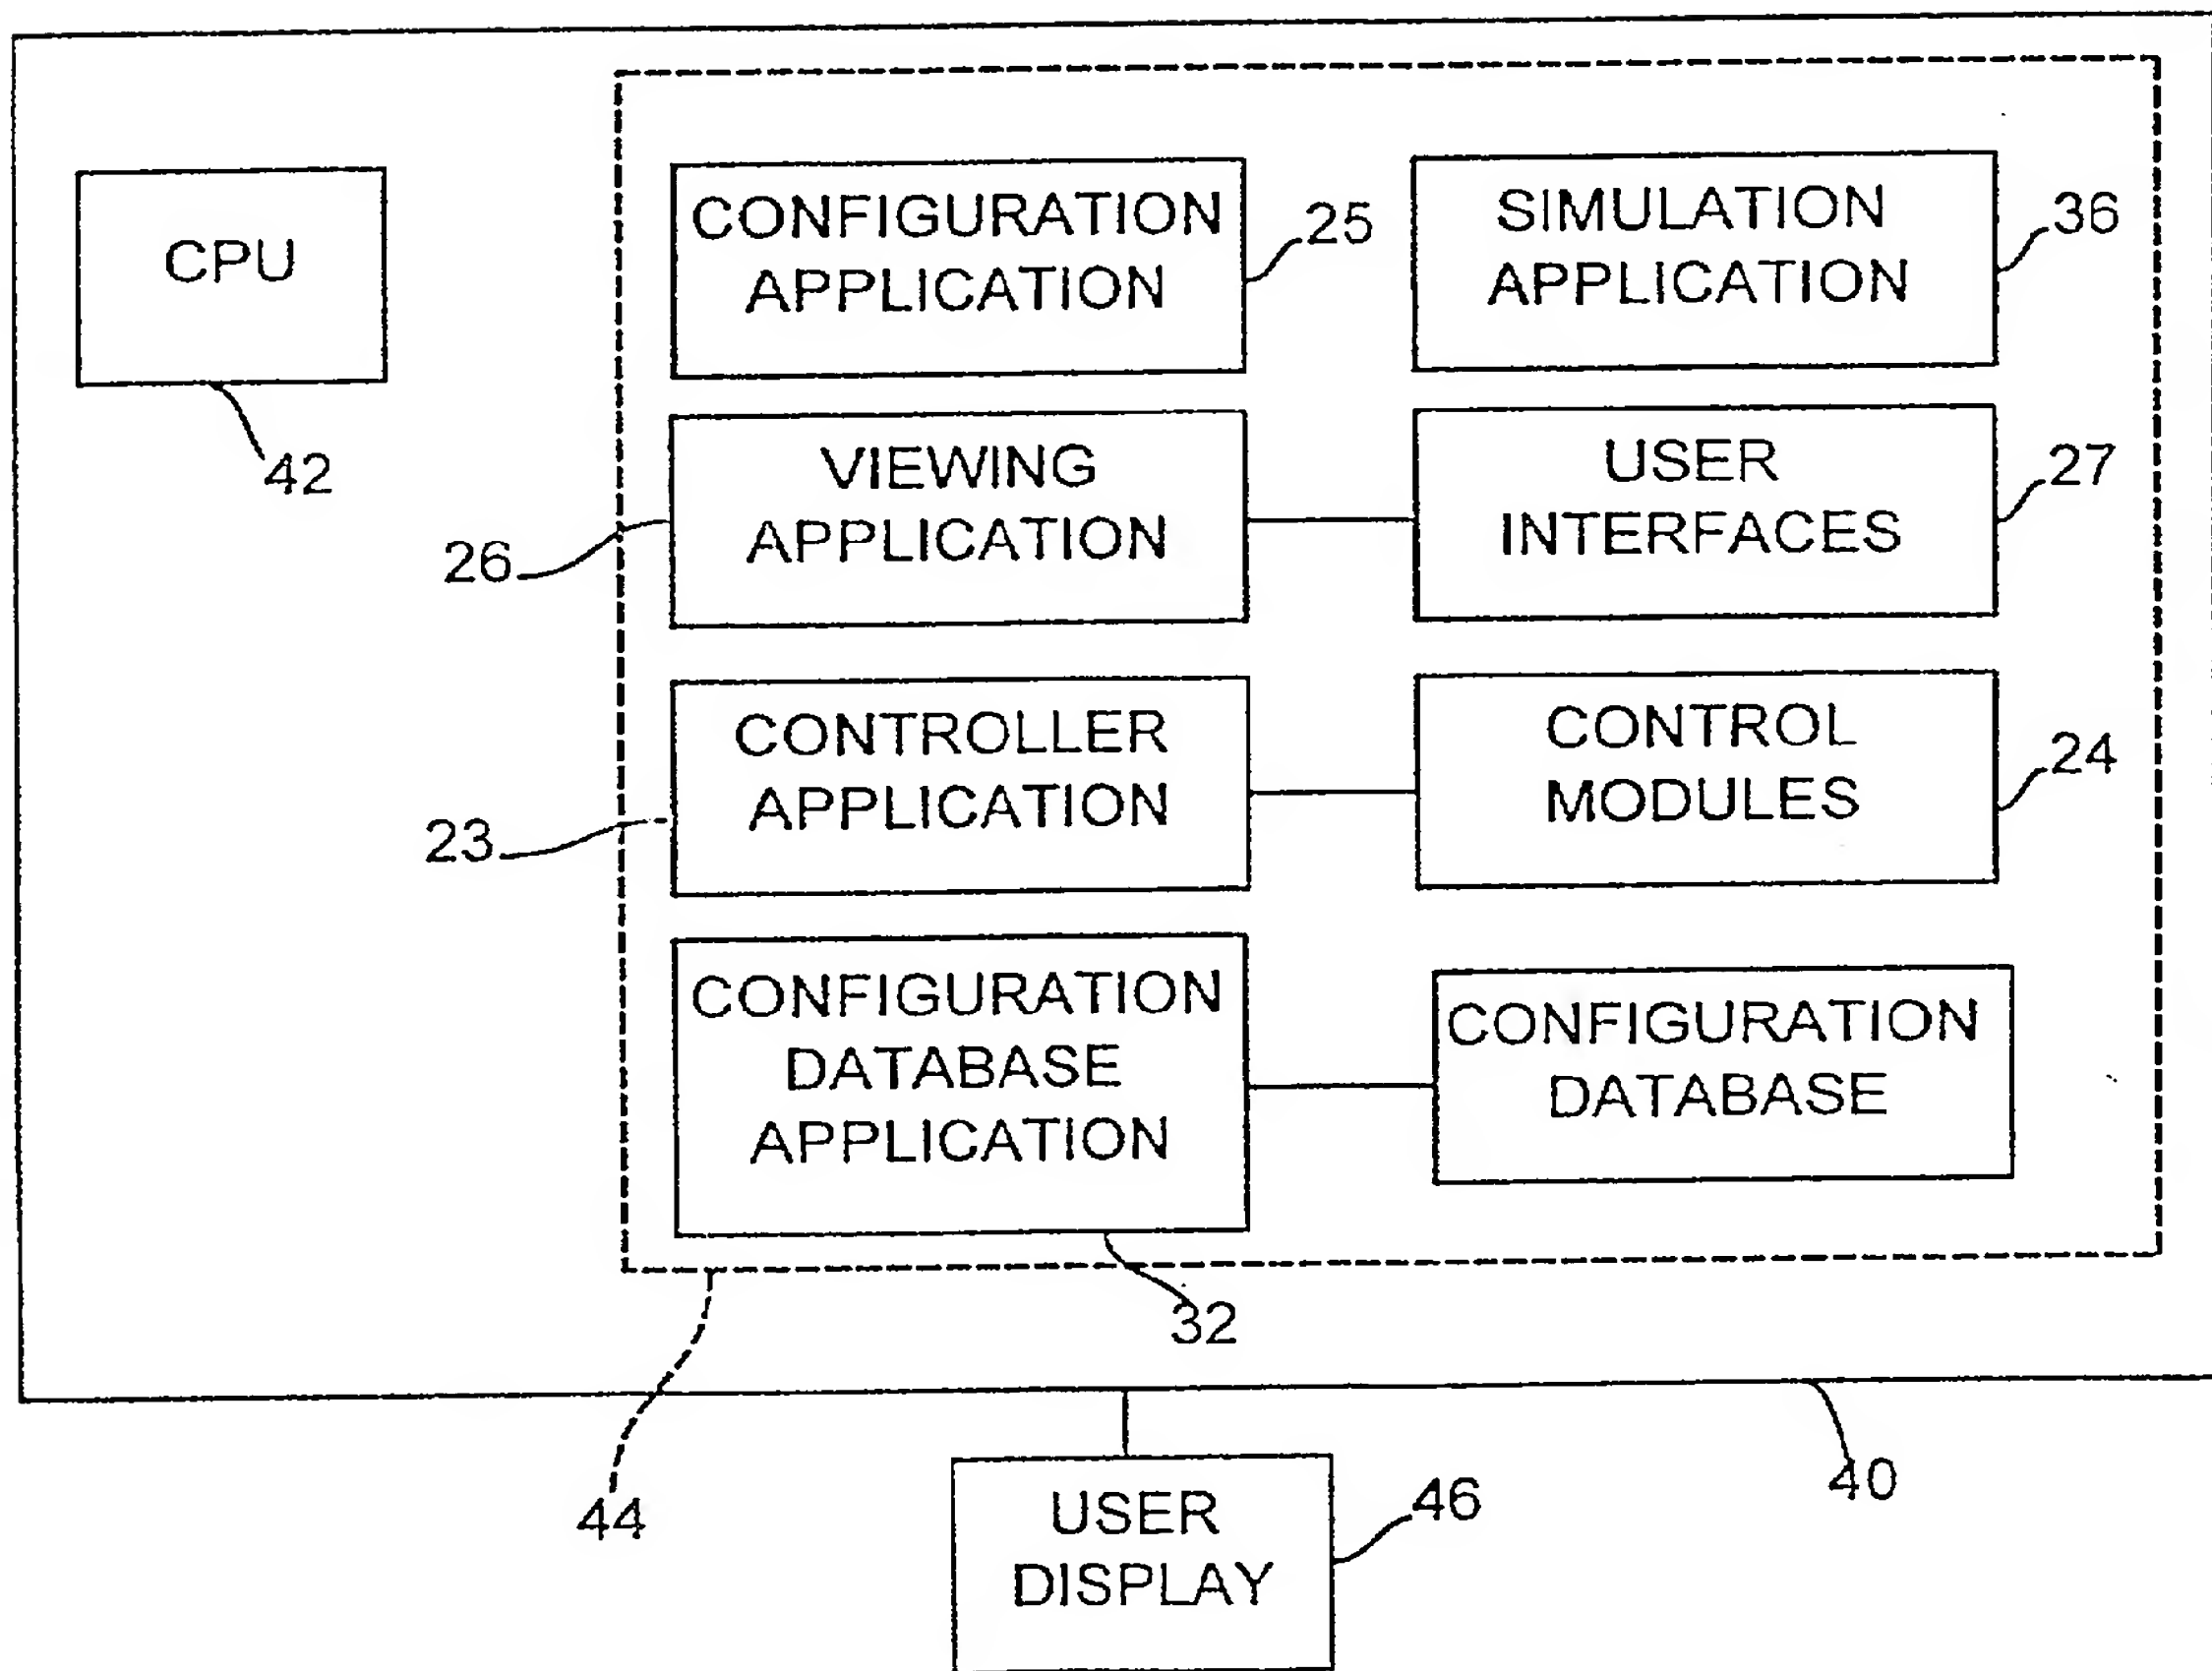 CPU
42
CONFIGURATION
APPLICATION
25
SIMULATION
APPLICATION
36
VIEWING
APPLICATION
26
USER
INTERFACES
27
CONTROLLER
APPLICATION
23
CONTROL
MODULES
24
CONFIGURATION
DATABASE
APPLICATION
32
CONFIGURATION
DATABASE
44
40
USER
DISPLAY
46